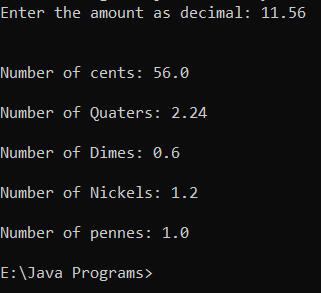 Enter the amount as decimal: 11.56
Number of cents: 56.0
Number of Quaters: 2.24
Number of Dimes: 0.6
Number of Nickels: 1.2
Number of pennes: 1.0
E:\Java Programs>